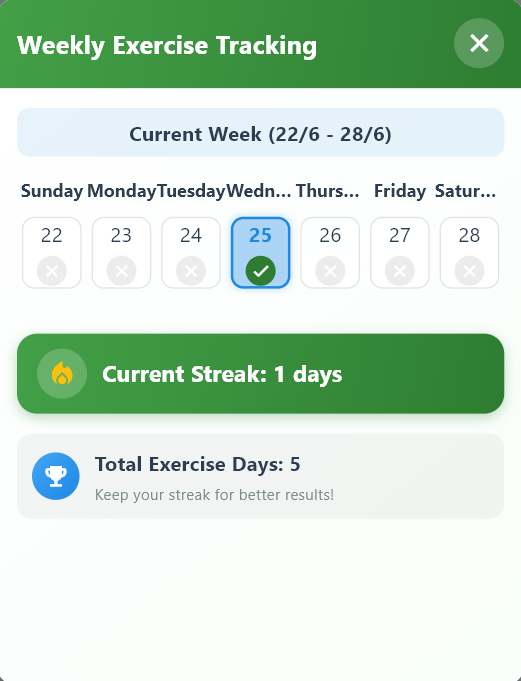 Weekly Exercise Tracking
Current Week (22/6 - 28/6)
Sunday Monday Tuesday Wedn... Thurs... Friday Satur...
22 23 24 25 26 27 28
Current Streak: 1 days
Total Exercise Days: 5
Keep your streak for better results!